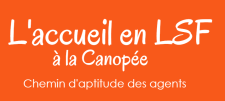 L'accueil en LSF
à la Canopée
Chemin d'aptitude des agents